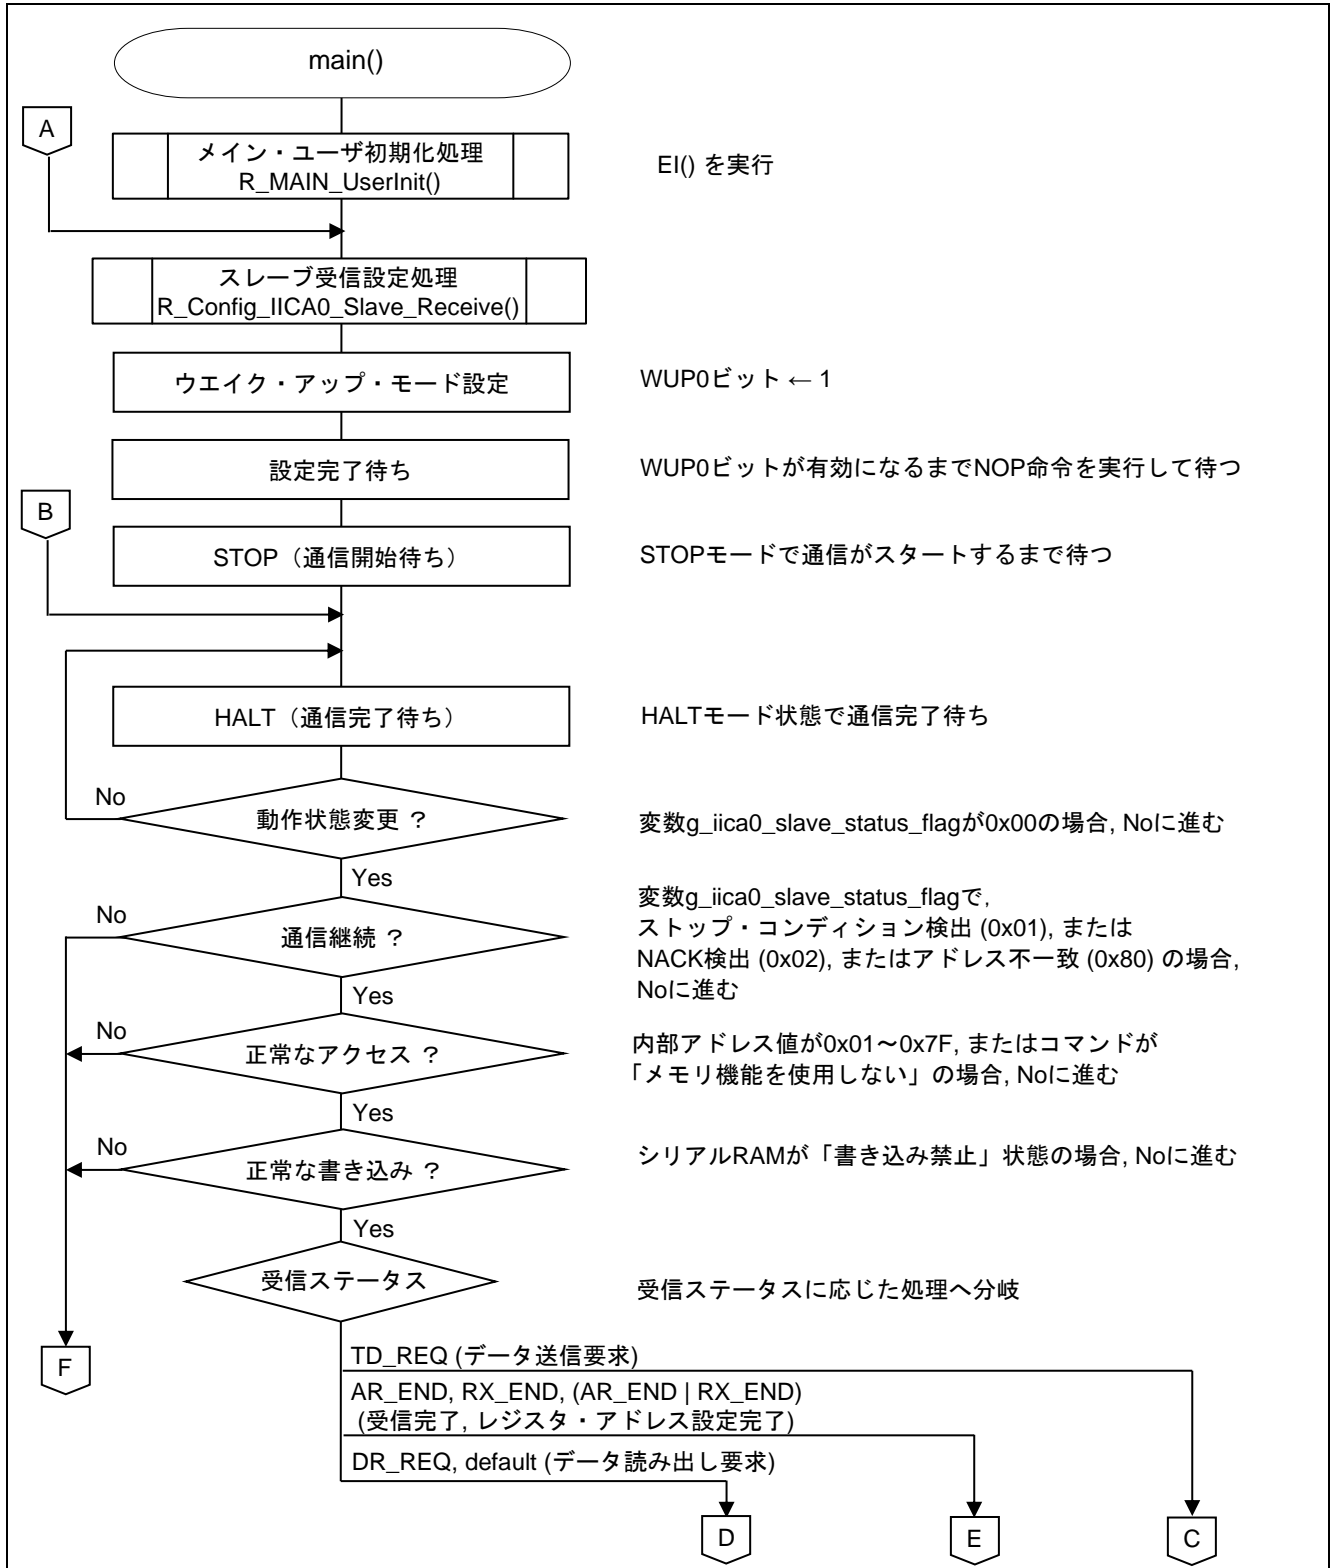 main()
A
メイン・ユーザ初期化処理
R_MAIN_UserInit()
EI() を実行
スレーブ受信設定処理
R_Config_IICA0_Slave_Receive()
ウエイク・アップ・モード設定
WUP0ビット ← 1
設定完了待ち
WUP0ビットが有効になるまでNOP命令を実行して待つ
B
STOP（通信開始待ち）
STOPモードで通信がスタートするまで待つ
HALT（通信完了待ち）
HALTモード状態で通信完了待ち
No
動作状態変更 ？
変数g_iica0_slave_status_flagが0x00の場合, Noに進む
Yes
No
通信継続 ？
変数g_iica0_slave_status_flagで,
ストップ・コンディション検出 (0x01), または
NACK検出 (0x02), またはアドレス不一致 (0x80) の場合,
Noに進む
Yes
No
正常なアクセス ？
内部アドレス値が0x01～0x7F, またはコマンドが
「メモリ機能を使用しない」の場合, Noに進む
Yes
No
正常な書き込み ？
シリアルRAMが「書き込み禁止」状態の場合, Noに進む
Yes
受信ステータス
受信ステータスに応じた処理へ分岐
F
TD_REQ (データ送信要求)
AR_END, RX_END, (AR_END | RX_END)
(受信完了, レジスタ・アドレス設定完了)
DR_REQ, default (データ読み出し要求)
D
E
C